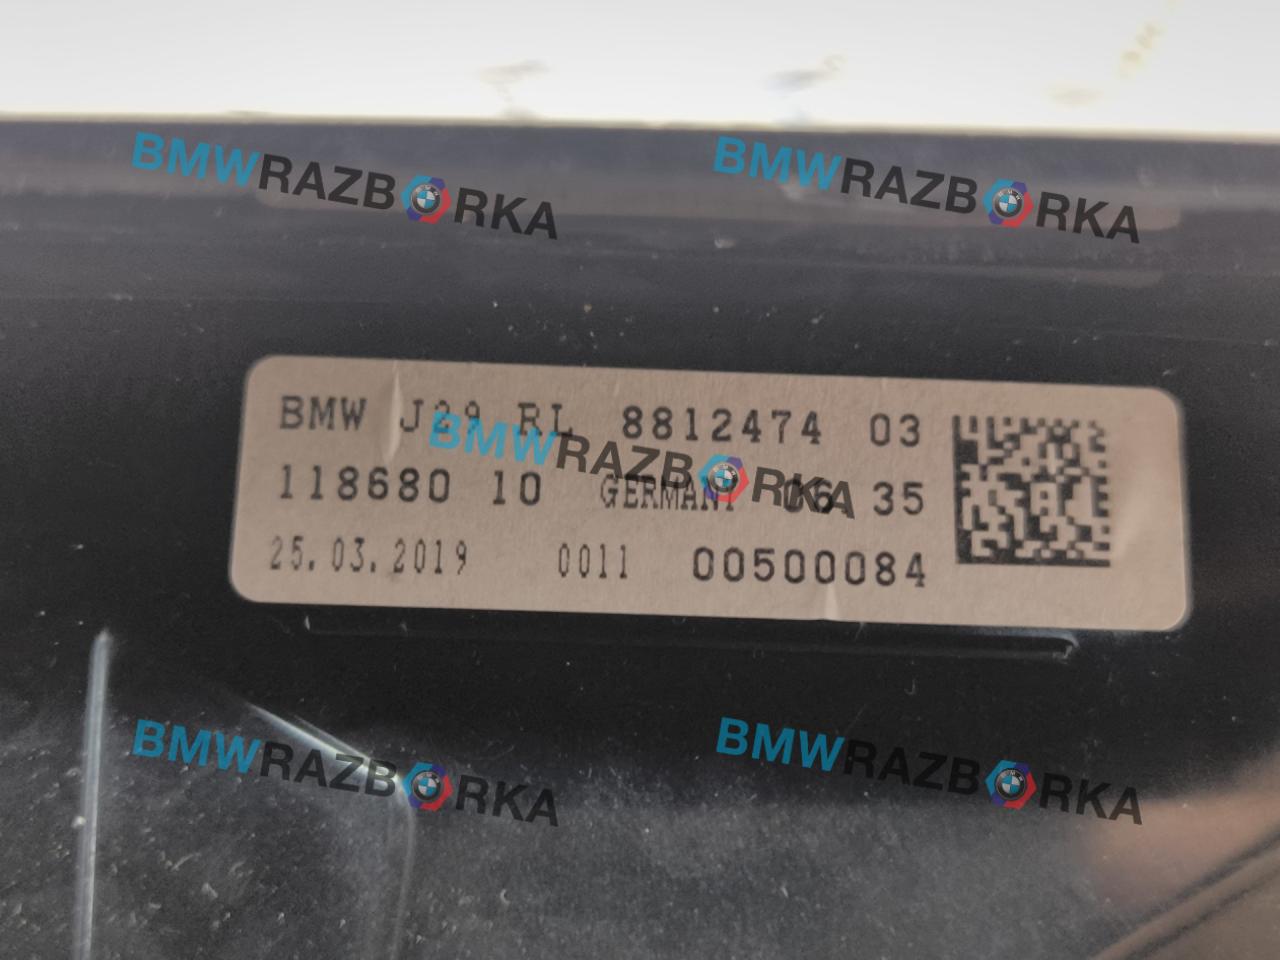 BMWRAZBORKA BMWRAZBORKA
BMW J29 RL 8812474 03
BMWRAZBORKA
118680 10 GERMANY 06 35
25.03.2019 0011 00500084
BMWRAZBORKA BMWRAZBORKA